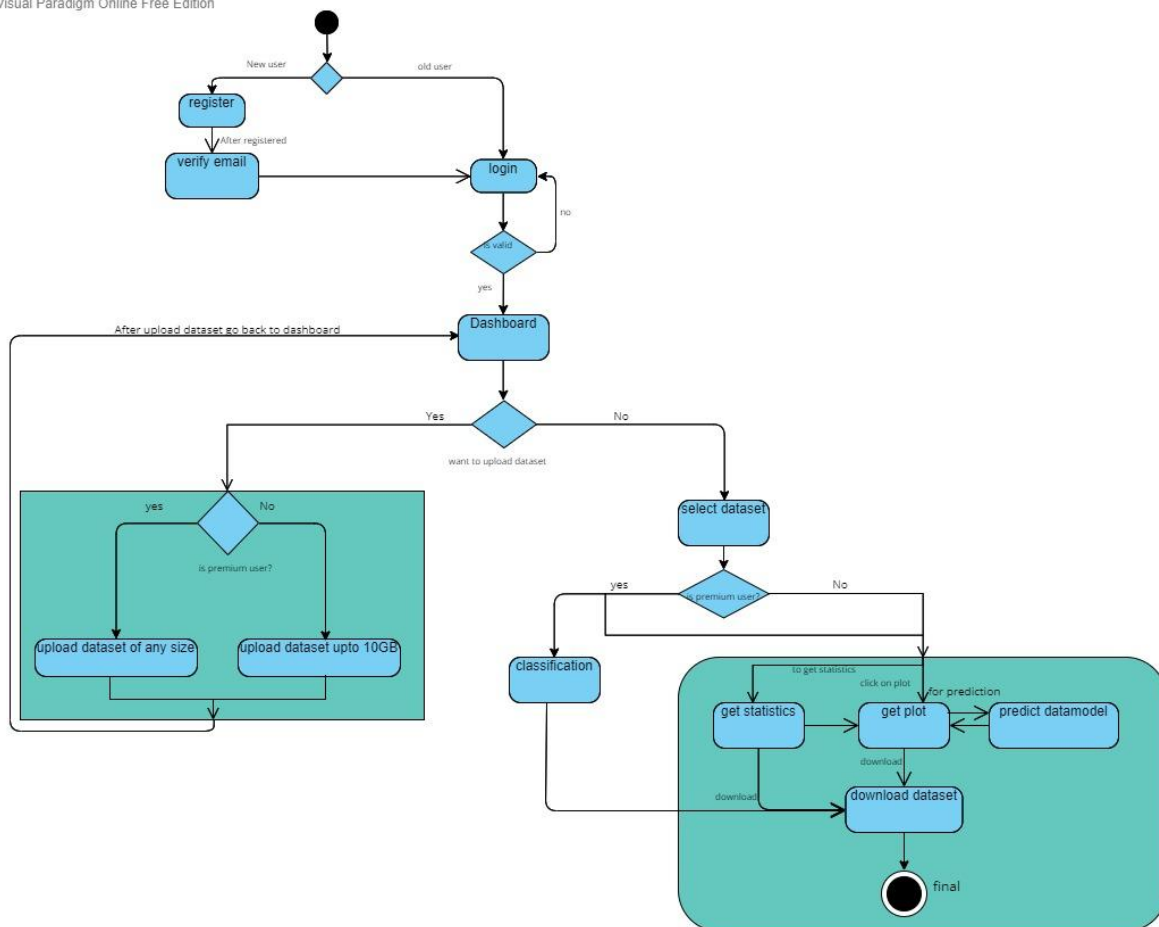 Visual Paradigm Online Free Edition
New user
old user
register
After registered
verify email
login
no
is valid
yes
Dashboard
After upload dataset go back to dashboard
Yes
No
want to upload dataset
yes
No
is premium user?
upload dataset of any size
upload dataset upto 10GB
select dataset
yes
No
is premium user?
classification
to get statistics
click on plot
for prediction
get statistics
get plot
predict datamodel
download
download
download dataset
final